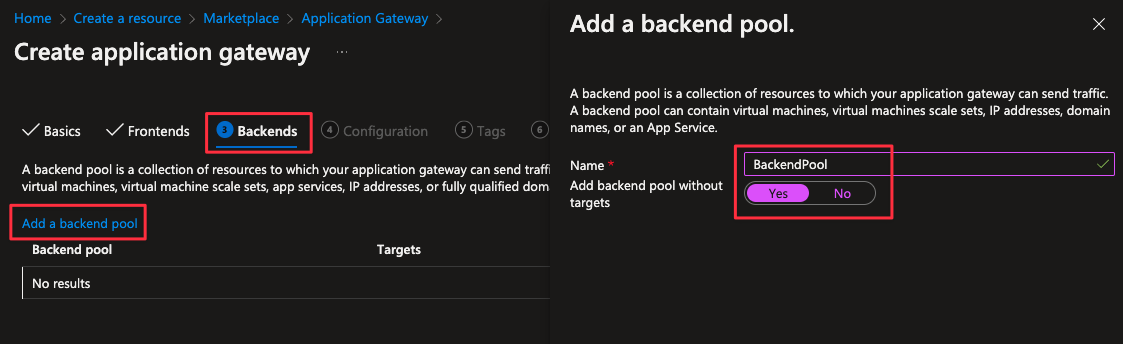 Home > Create a resource > Marketplace > Application Gateway >
Create application gateway ...
Basics Frontends 3 Backends 4 Configuration 5 Tags 6
A backend pool is a collection of resources to which your application gateway can send traff
virtual machines, virtual machine scale sets, app services, IP addresses, or fully qualified dom
Add a backend pool
Backend pool Targets
No results
Add a backend pool.
A backend pool is a collection of resources to which your application gateway can send traffic.
A backend pool can contain virtual machines, virtual machines scale sets, IP addresses, domain
names, or an App Service.
Name * BackendPool
Add backend pool without
targets
Yes No